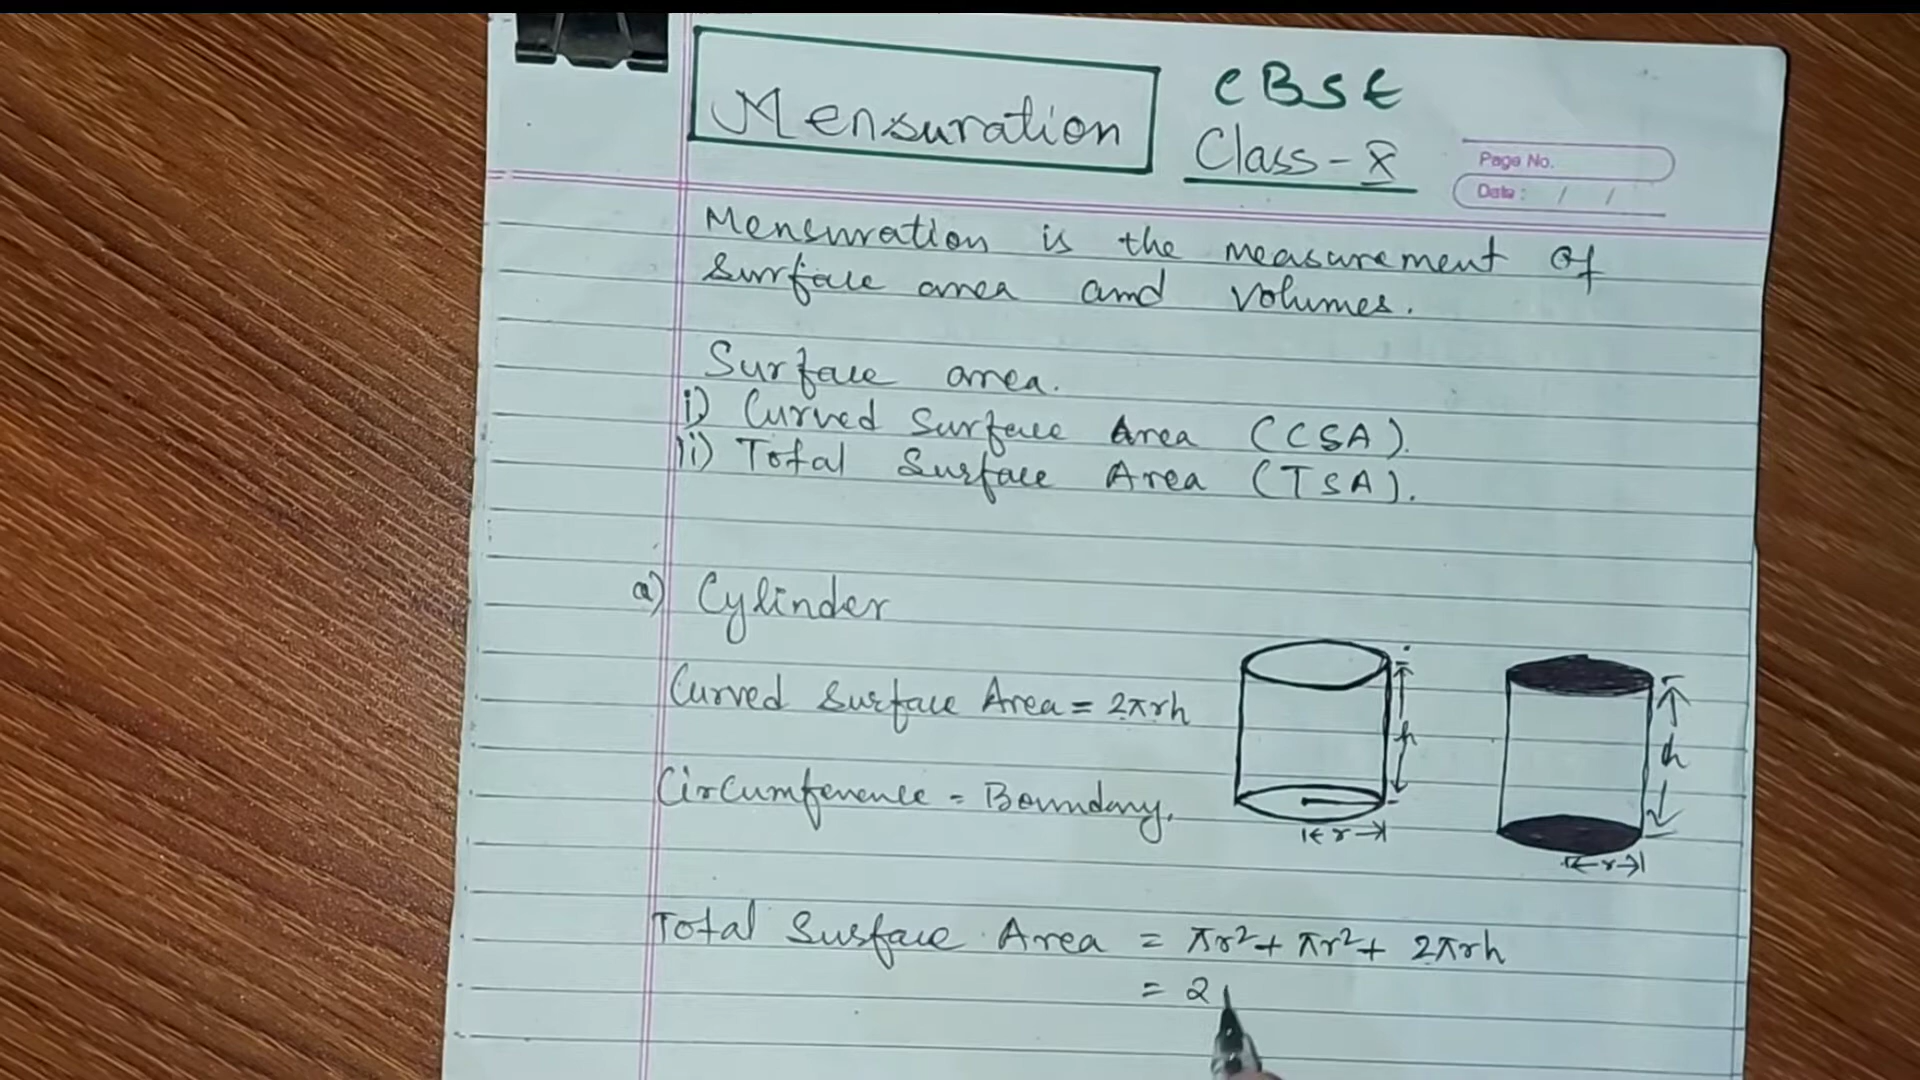 Mensuration
CBSE
Class - X
Page No.
Date : / /
Mensuration is the measurement of
Surface area and volumes.
Surface area.
i) Curved Surface Area (CSA).
ii) Total Surface Area (TSA).
a) Cylinder
Curved Surface Area = 2πrh
h
h
Circumference = Boundary.
r
r
Total Surface Area = πr²+ πr²+ 2πrh
= 2